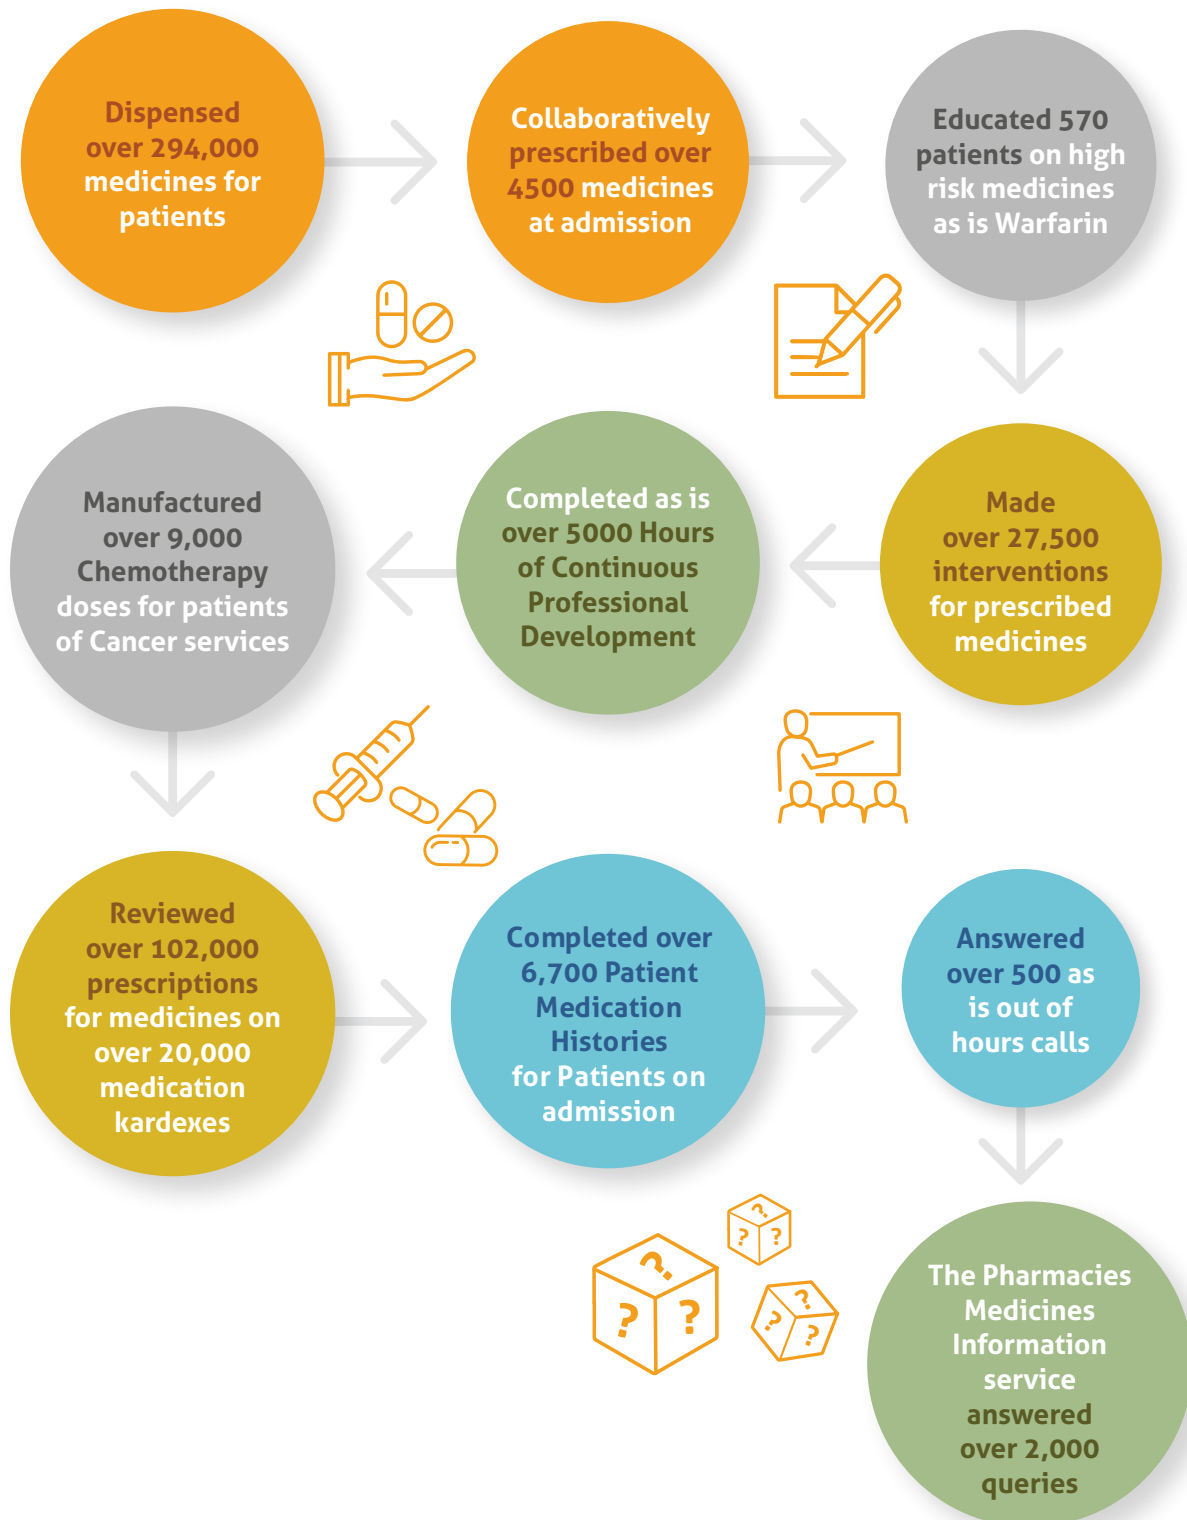 Dispensed
over 294,000
medicines for
patients
Collaboratively
prescribed over
4500 medicines
at admission
Educated 570
patients on high
risk medicines
as is Warfarin
Made
over 27,500
interventions
for prescribed
medicines
Completed as is
over 5000 Hours
of Continuous
Professional
Development
Manufactured
over 9,000
Chemotherapy
doses for patients
of Cancer services
Reviewed
over 102,000
prescriptions
for medicines on
over 20,000
medication
kardexes
Completed over
6,700 Patient
Medication
Histories
for Patients on
admission
Answered
over 500 as
is out of
hours calls
? ? ?
? ? ?
? ? ?
The Pharmacies
Medicines
Information
service
answered
over 2,000
queries